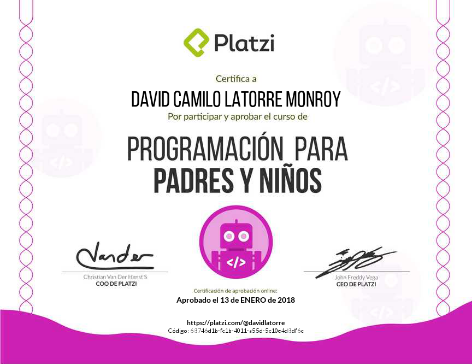 Platzi
Certifica a
DAVID CAMILO LATORRE MONROY
Por participar y aprobar el curso de
PROGRAMACIÓN PARA
PADRES Y NIÑOS
</>
Christian Van Der Henst S.
COO DE PLATZI
John Freddy Vega
CEO DE PLATZI
Certificación de aprobación online:
Aprobado el 13 de ENERO de 2018
https://platzi.com/@davidlatorre
Código: